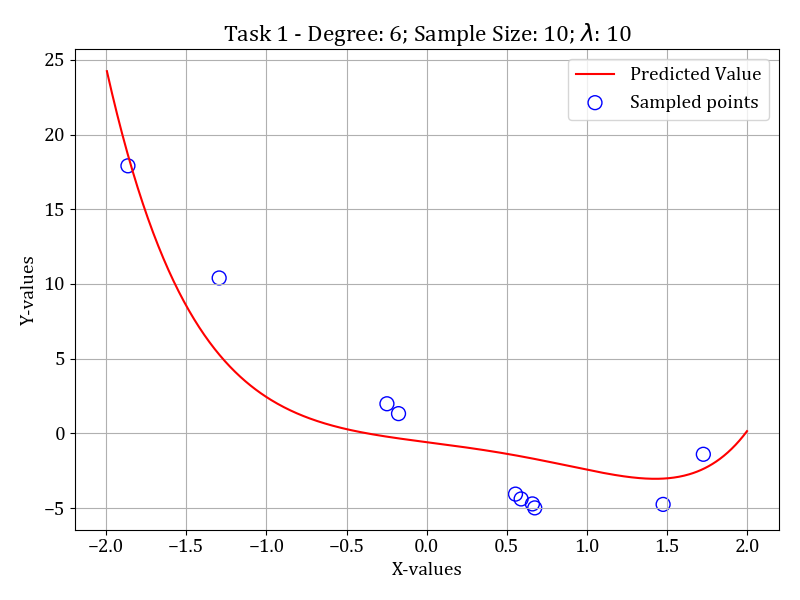 Task 1 - Degree: 6; Sample Size: 10; λ: 10
25
20
15
10
5
0
−5
Y-values
Predicted Value
Sampled points
−2.0 −1.5 −1.0 −0.5 0.0 0.5 1.0 1.5 2.0
X-values